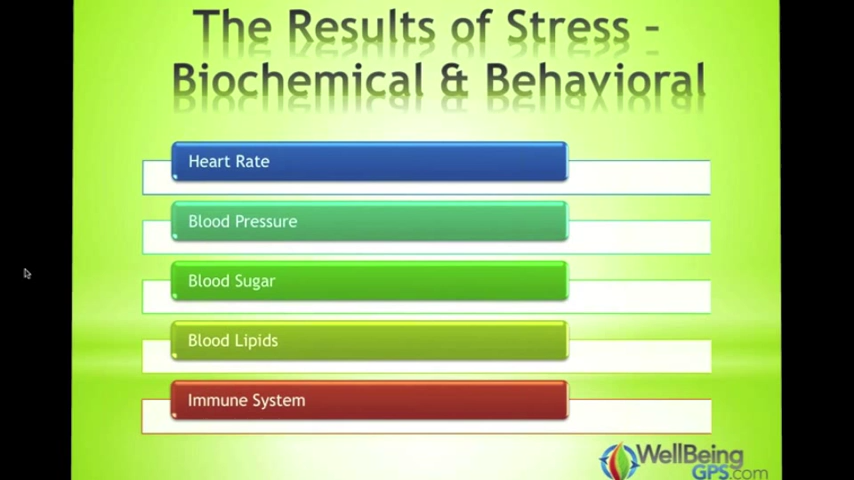 The Results of Stress –
Biochemical & Behavioral
Heart Rate
Blood Pressure
Blood Sugar
Blood Lipids
Immune System
WellBeing
GPS.com